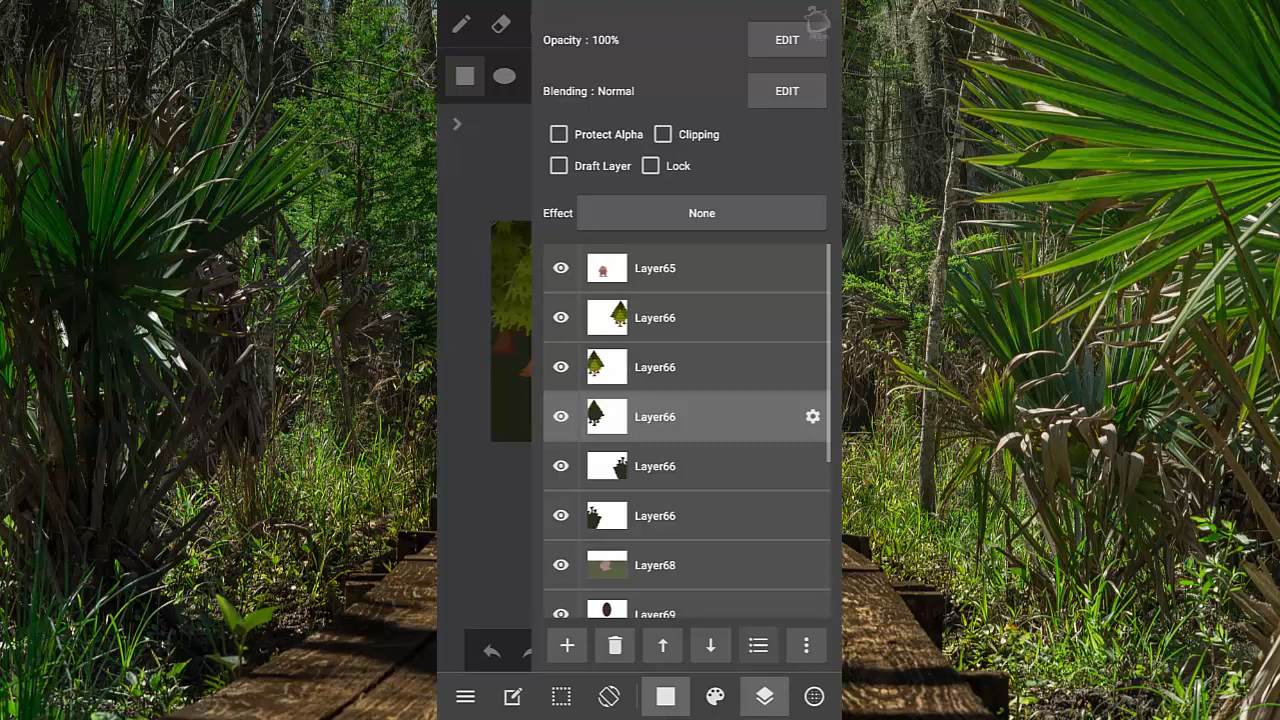 Opacity : 100%
EDIT
Blending : Normal
EDIT
Protect Alpha
Clipping
Draft Layer
Lock
Effect
None
Layer65
Layer66
Layer66
Layer66
Layer66
Layer66
Layer68
Layer69